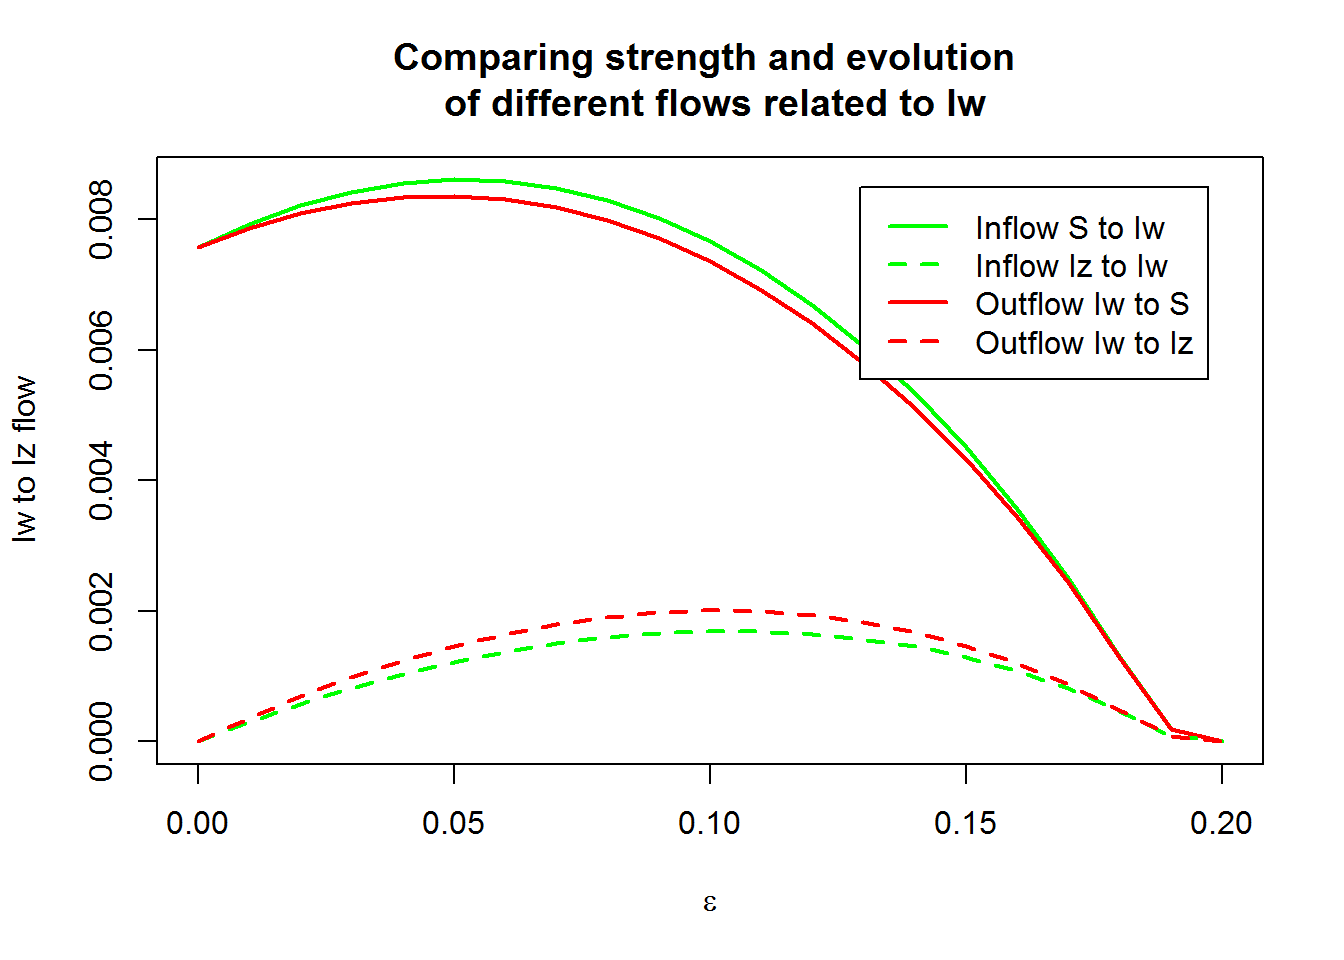 Comparing strength and evolution
of different flows related to Iw
Iw to Iz flow
0.008
0.006
0.004
0.002
0.000
Inflow S to Iw
Inflow Iz to Iw
Outflow Iw to S
Outflow Iw to Iz
0.00 0.05 0.10 0.15 0.20
ε